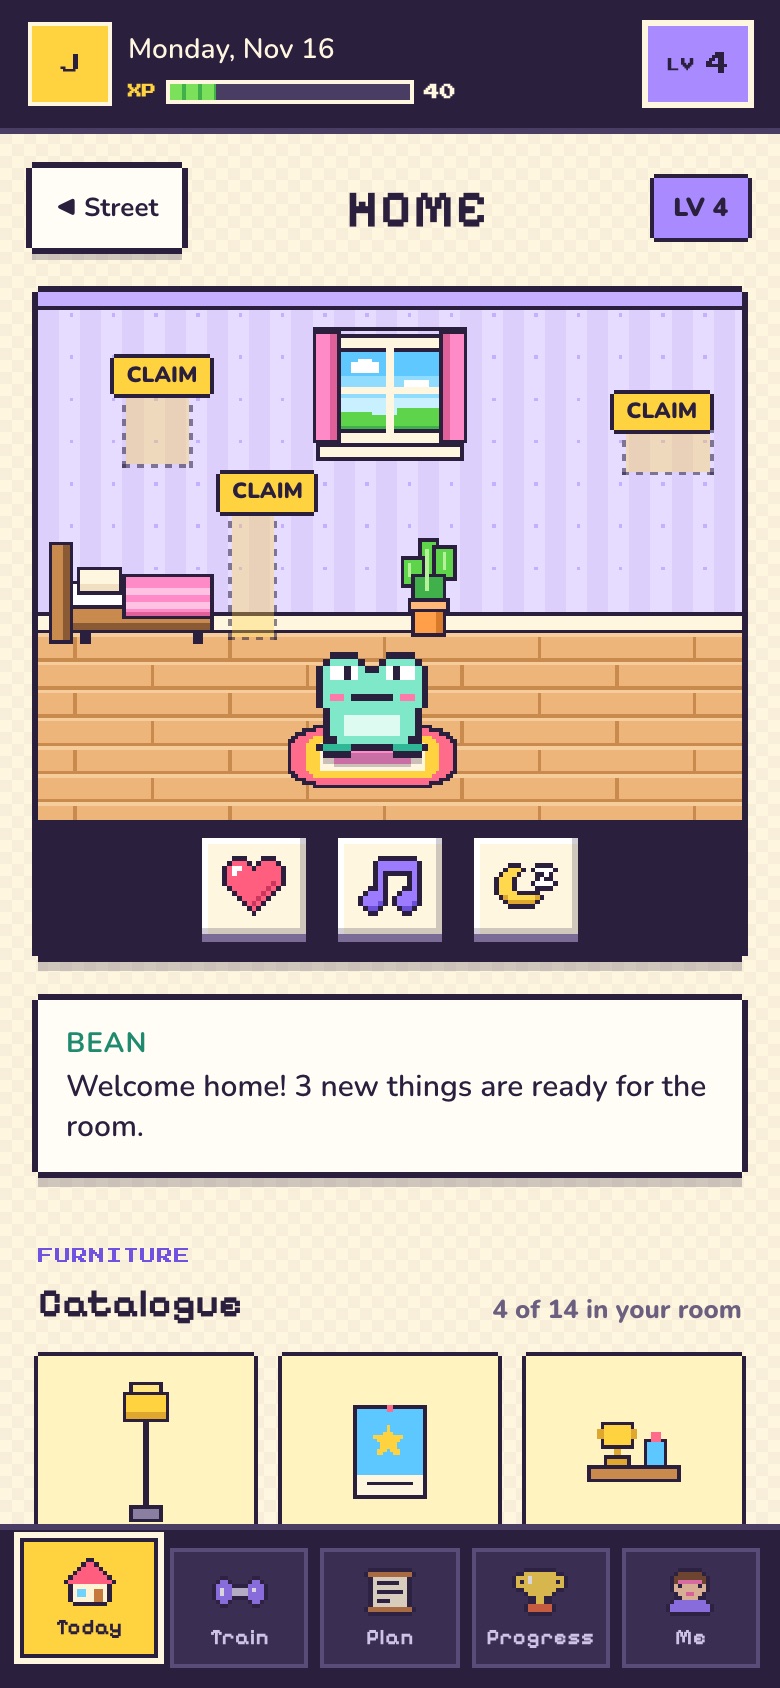 J
Monday, Nov 16
XP 40
LV 4
◀ Street
HOME
LV 4
CLAIM
CLAIM
CLAIM
BEAN
Welcome home! 3 new things are ready for the
room.
FURNITURE
Catalogue
4 of 14 in your room
Today
Train
Plan
Progress
Me